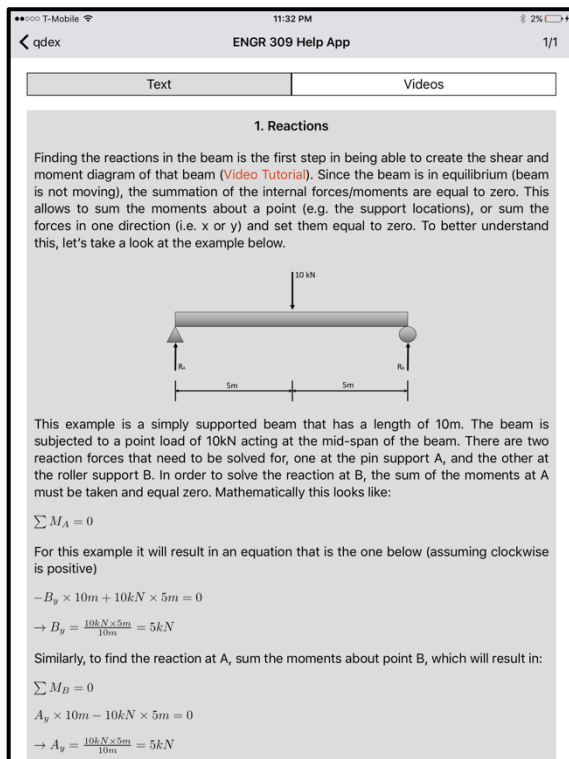 T-Mobile 11:32 PM 2%
qdex ENGR 309 Help App 1/1
Text Videos
1. Reactions
Finding the reactions in the beam is the first step in being able to create the shear and
moment diagram of that beam (Video Tutorial). Since the beam is in equilibrium (beam
is not moving), the summation of the internal forces/moments are equal to zero. This
allows to sum the moments about a point (e.g. the support locations), or sum the
forces in one direction (i.e. x or y) and set them equal to zero. To better understand
this, let's take a look at the example below.
10 kN
Rₐ Rₑ
5m 5m
This example is a simply supported beam that has a length of 10m. The beam is
subjected to a point load of 10kN acting at the mid-span of the beam. There are two
reaction forces that need to be solved for, one at the pin support A, and the other at
the roller support B. In order to solve the reaction at B, the sum of the moments at A
must be taken and equal zero. Mathematically this looks like:
∑ M_A = 0
For this example it will result in an equation that is the one below (assuming clockwise
is positive)
−B_y × 10m + 10kN × 5m = 0
→ B_y = \frac{10kN×5m}{10m} = 5kN
Similarly, to find the reaction at A, sum the moments about point B, which will result in:
∑ M_B = 0
A_y × 10m − 10kN × 5m = 0
→ A_y = \frac{10kN×5m}{10m} = 5kN